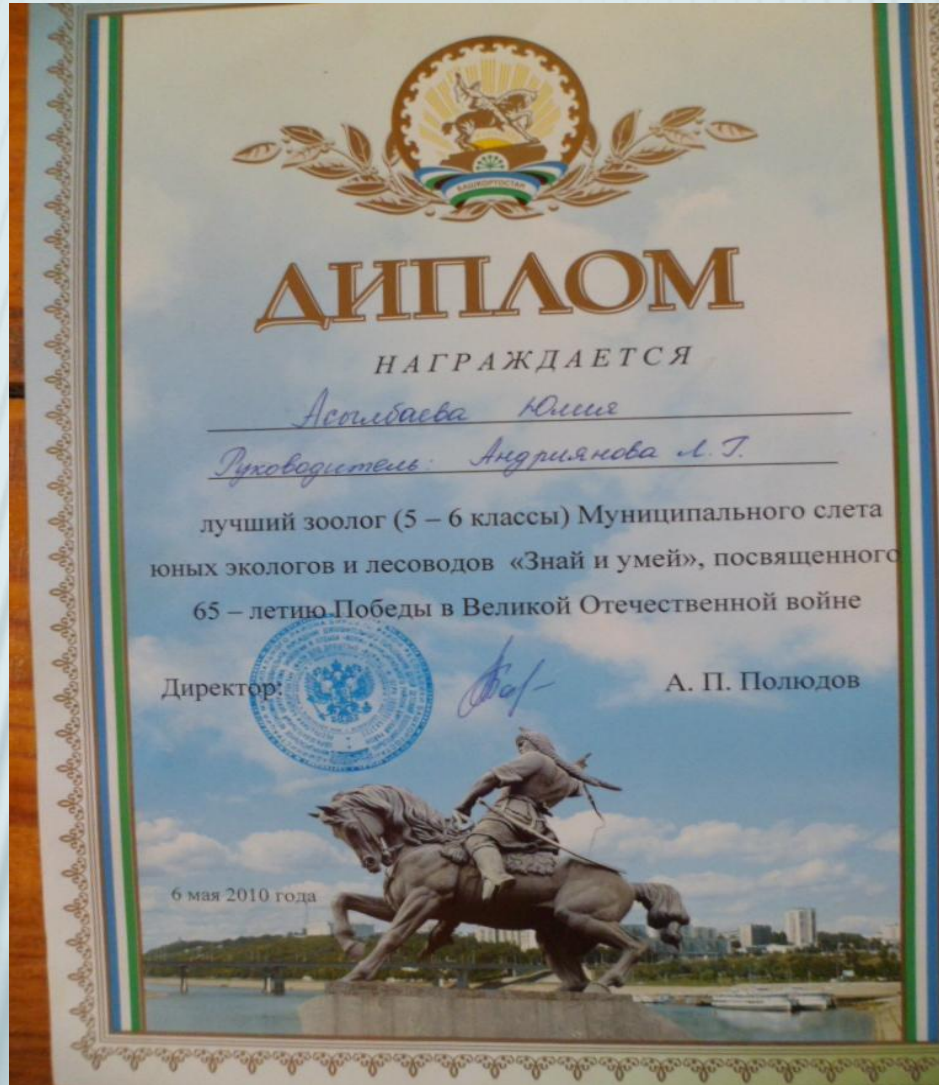 БАШКОРТОСТАН
ДИПЛОМ
НАГРАЖДАЕТСЯ
Асылбаева Юлия
Руководитель: Андриянова Л. Г.
лучший зоолог (5 – 6 классы) Муниципального слета
юных экологов и лесоводов «Знай и умей», посвященного
65 – летию Победы в Великой Отечественной войне
Директор: А. П. Полюдов
6 мая 2010 года